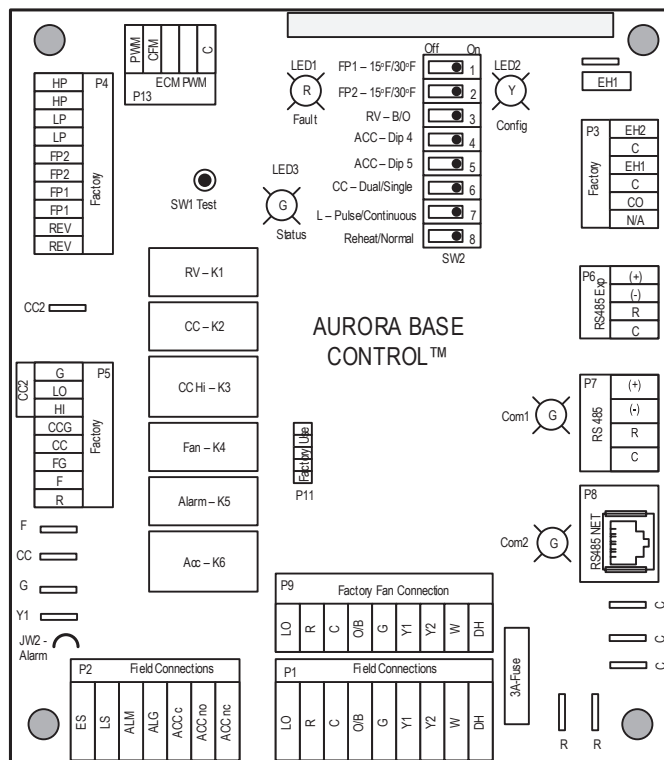 PWM
CFM
C
ECM PWM
P13
P4
HP
HP
LP
LP
FP2
FP2
FP1
FP1
REV
REV
Factory
SW1 Test
LED1
R
Fault
LED3
G
Status
Off On
FP1 – 15ºF/30ºF 1
FP2 – 15ºF/30ºF 2
RV – B/O 3
ACC – Dip 4 4
ACC – Dip 5 5
CC – Dual/Single 6
L – Pulse/Continuous 7
Reheat/Normal 8
SW2
LED2
Y
Config
EH1
P3
EH2
C
EH1
C
CO
N/A
Factory
P6
(+)
(-)
R
C
RS485 Exp
P7
(+)
(-)
R
C
RS 485
Com1
G
P8
RS485 NET
Com2
G
RV – K1
CC – K2
CC Hi – K3
Fan – K4
Alarm – K5
Acc – K6
AURORA BASE
CONTROL™
Factory Use
P11
CC2
CC2
P5
G
LO
HI
CCG
CC
FG
F
R
Factory
F
CC
G
Y1
JW2 -
Alarm
P9 Factory Fan Connection
LO R C O/B G Y1 Y2 W DH
P2 Field Connections
ES LS ALM ALG ACC c ACC no ACC nc
P1 Field Connections
LO R C O/B G Y1 Y2 W DH
3A-Fuse
C
C
C
R R